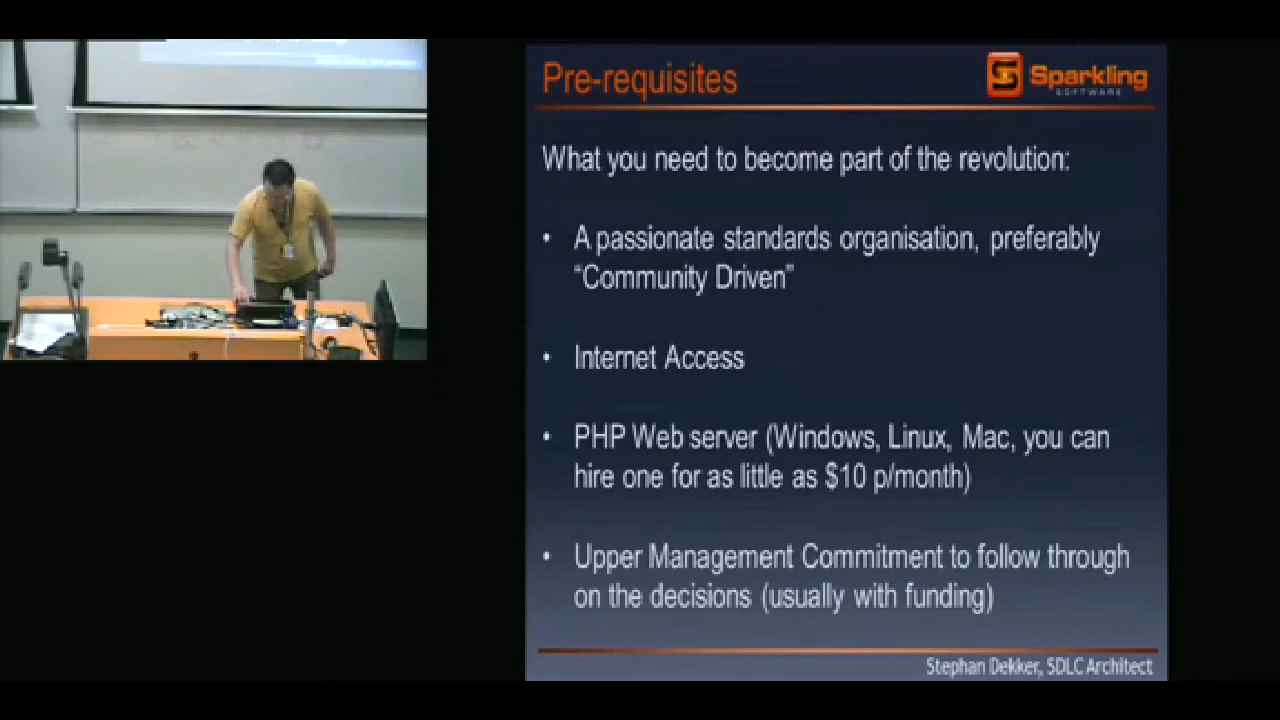 Pre-requisites
Sparkling
SOFTWARE
What you need to become part of the revolution:
• A passionate standards organisation, preferably
“Community Driven”
• Internet Access
• PHP Web server (Windows, Linux, Mac, you can
hire one for as little as $10 p/month)
• Upper Management Commitment to follow through
on the decisions (usually with funding)
Stephan Dekker, SDLC Architect